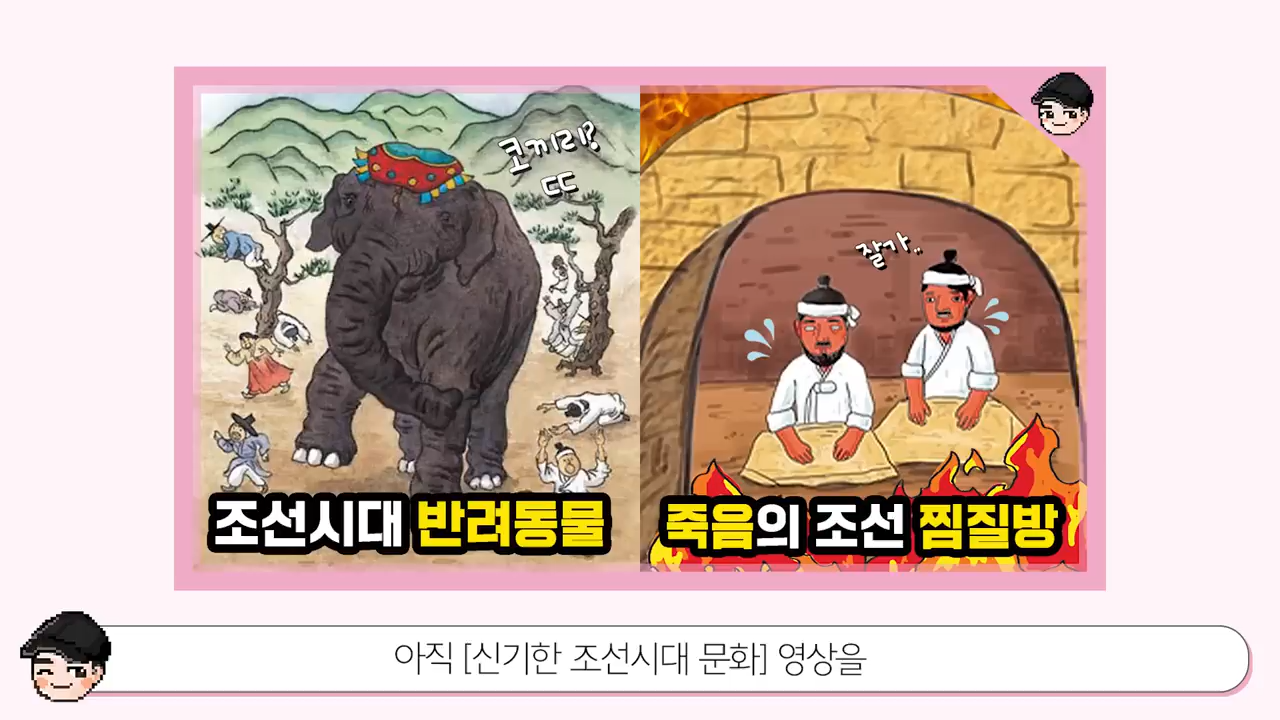 코끼리?
ㄷㄷ
조선시대 반려동물
잘가..
죽음의 조선 찜질방
아직 [신기한 조선시대 문화] 영상을